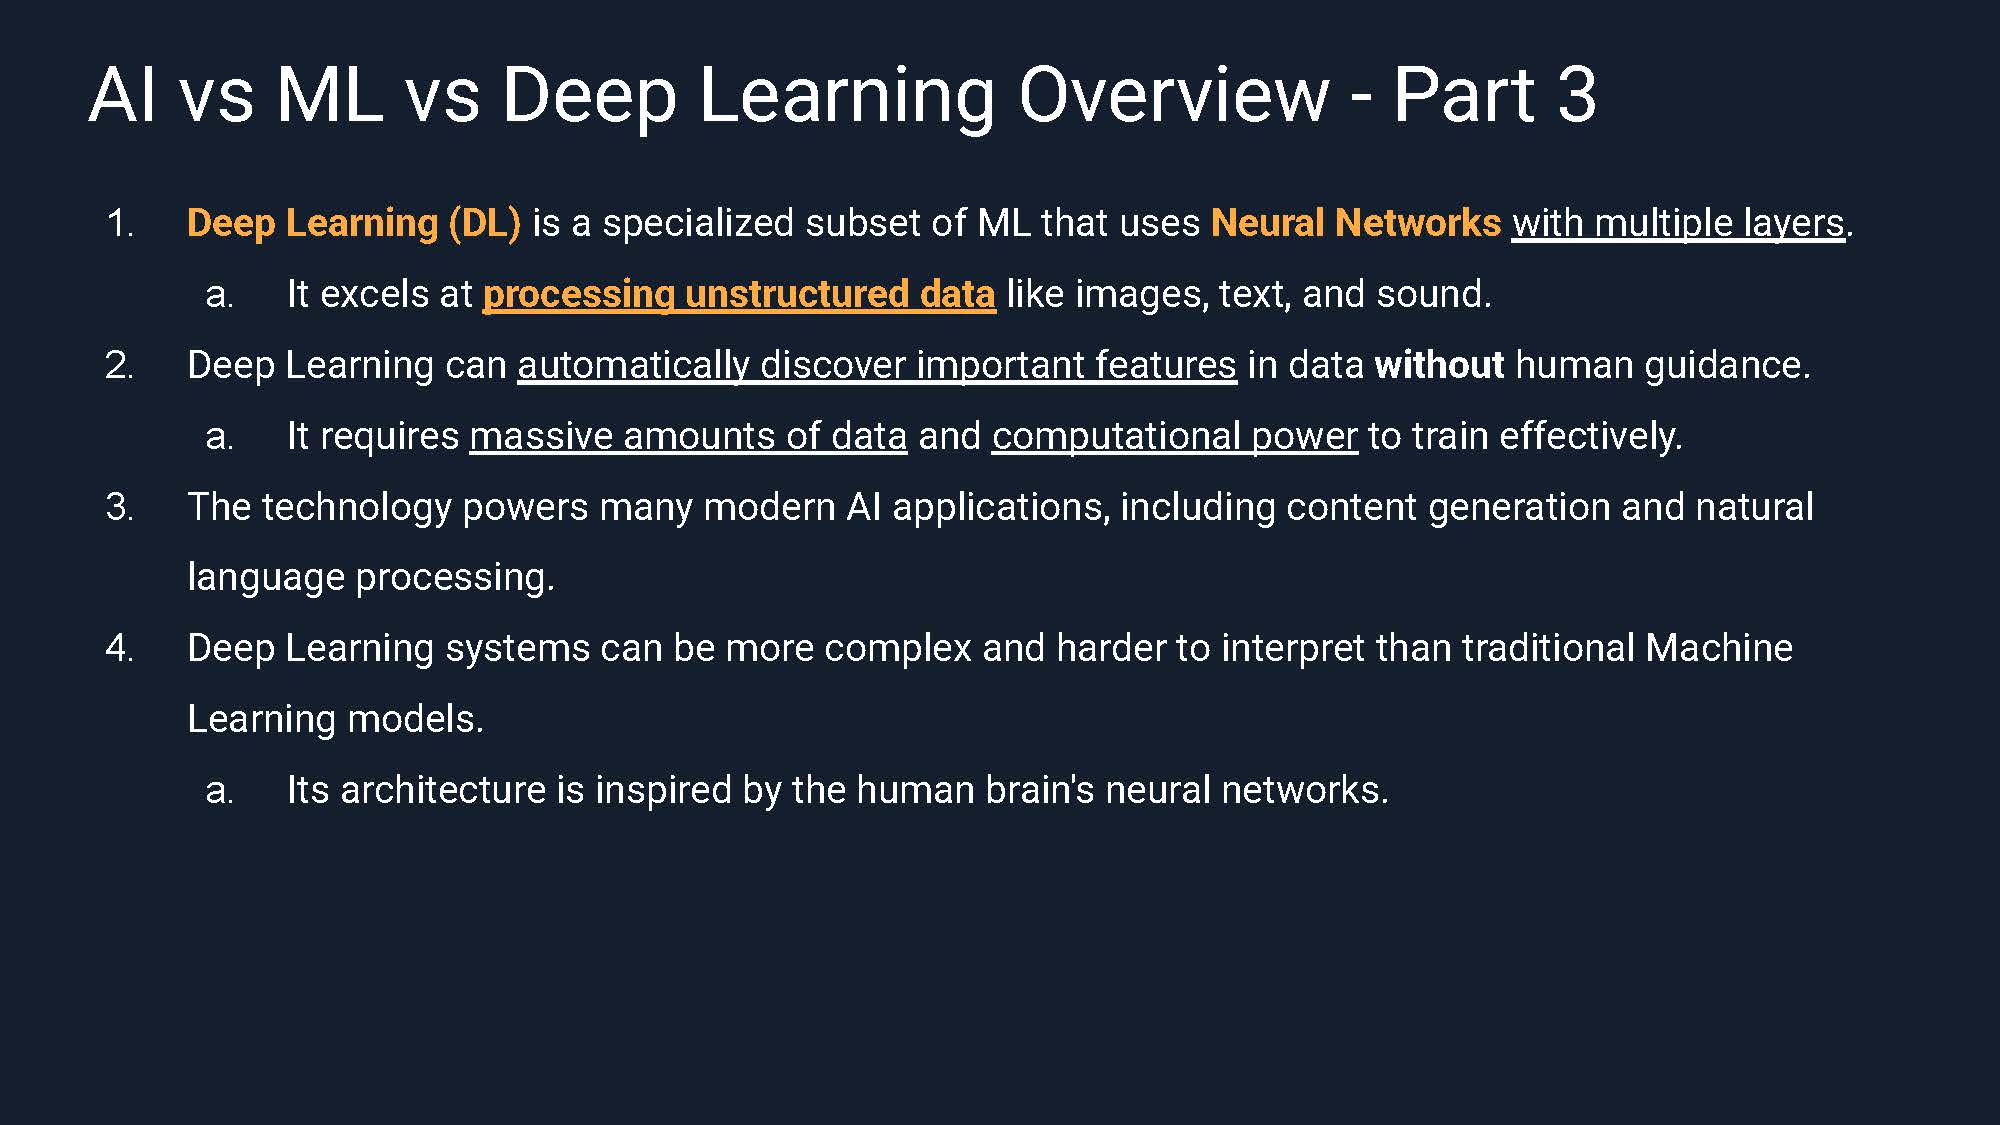 AI vs ML vs Deep Learning Overview - Part 3
1. Deep Learning (DL) is a specialized subset of ML that uses Neural Networks with multiple layers.
a. It excels at processing unstructured data like images, text, and sound.
2. Deep Learning can automatically discover important features in data without human guidance.
a. It requires massive amounts of data and computational power to train effectively.
3. The technology powers many modern AI applications, including content generation and natural
language processing.
4. Deep Learning systems can be more complex and harder to interpret than traditional Machine
Learning models.
a. Its architecture is inspired by the human brain's neural networks.